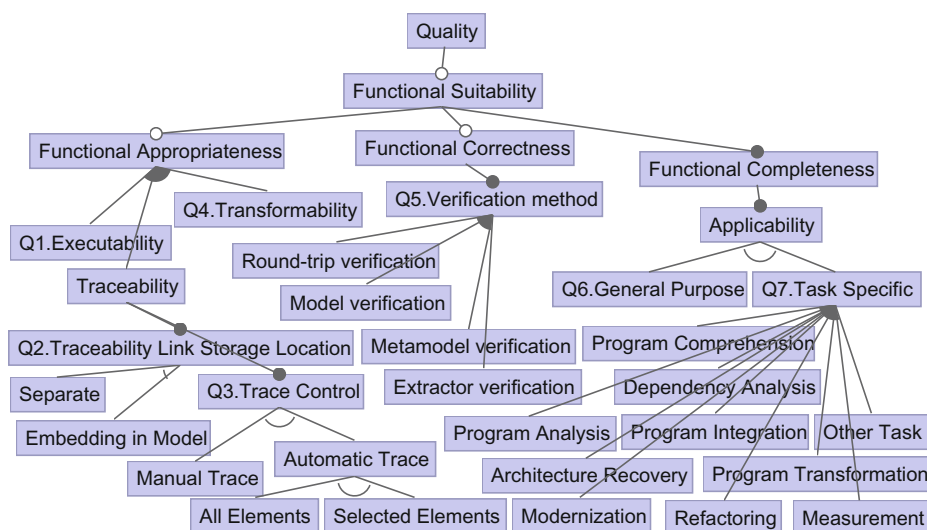 Quality
Functional Suitability
Functional Appropriateness
Functional Correctness
Functional Completeness
Q4.Transformability
Q5.Verification method
Q1.Executability
Applicability
Round-trip verification
Traceability
Q6.General Purpose
Q7.Task Specific
Model verification
Q2.Traceability Link Storage Location
Metamodel verification
Program Comprehension
Separate
Q3.Trace Control
Extractor verification
Dependency Analysis
Embedding in Model
Program Analysis
Program Integration
Other Task
Automatic Trace
Manual Trace
Architecture Recovery
Program Transformation
All Elements
Selected Elements
Modernization
Refactoring
Measurement